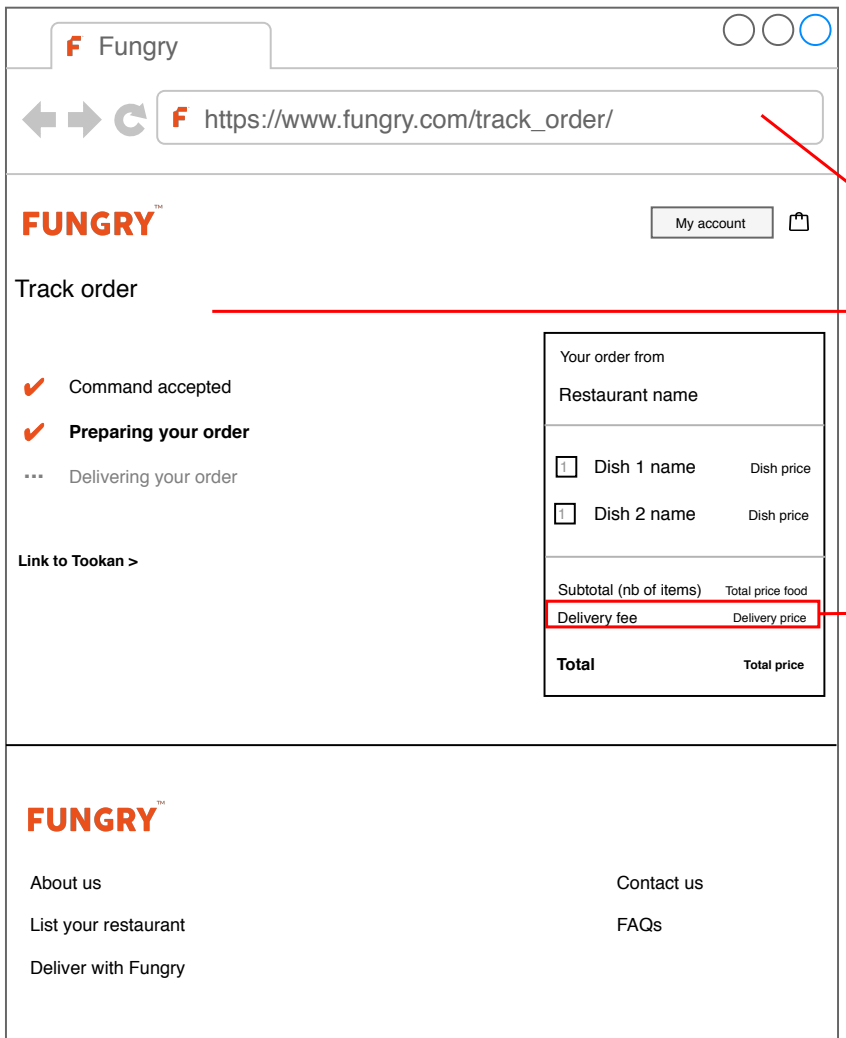 F Fungry
F https://www.fungry.com/track_order/
FUNGRY™
My account
Track order
Your order from
Restaurant name
Command accepted
Preparing your order
Delivering your order
1 Dish 1 name Dish price
1 Dish 2 name Dish price
Link to Tookan >
Subtotal (nb of items) Total price food
Delivery fee Delivery price
Total Total price
FUNGRY™
About us
List your restaurant
Deliver with Fungry
Contact us
FAQs